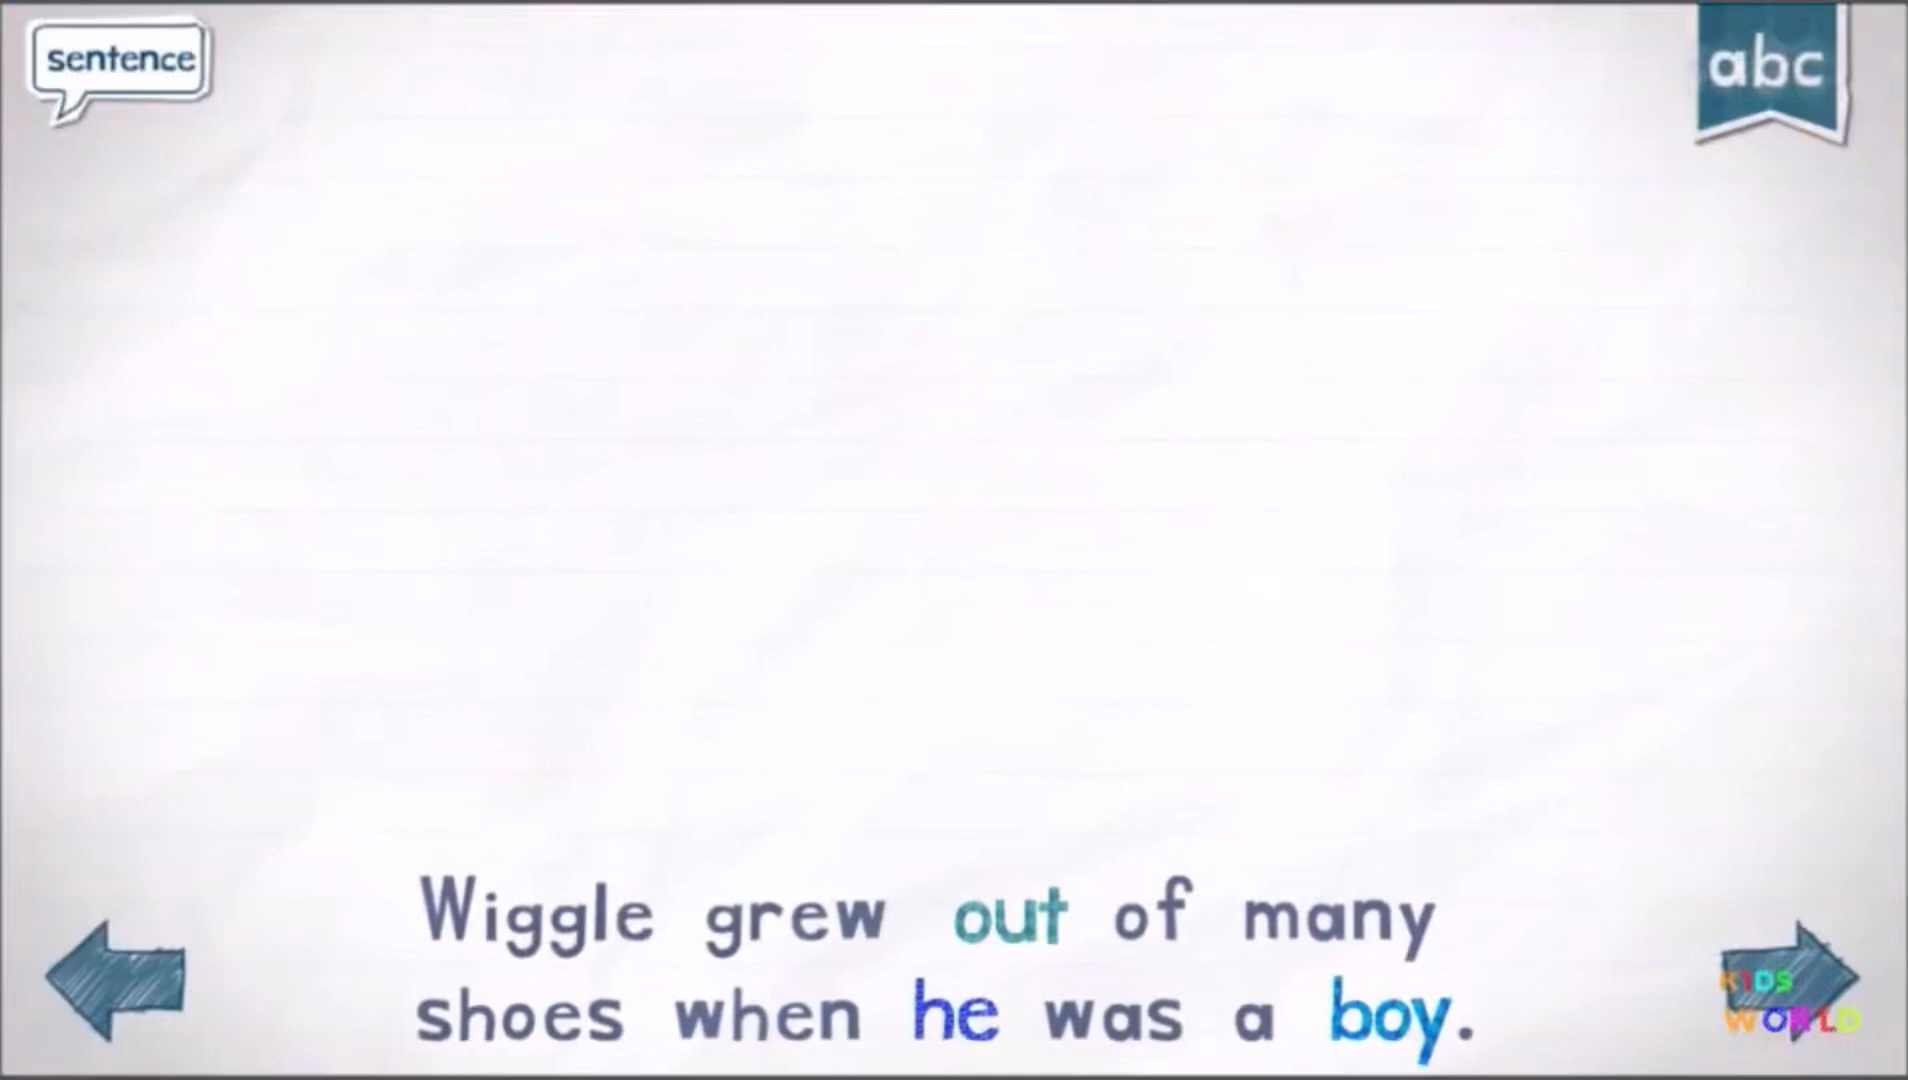 sentence
abc
Wiggle grew out of many
shoes when he was a boy.
KIDS
WORLD